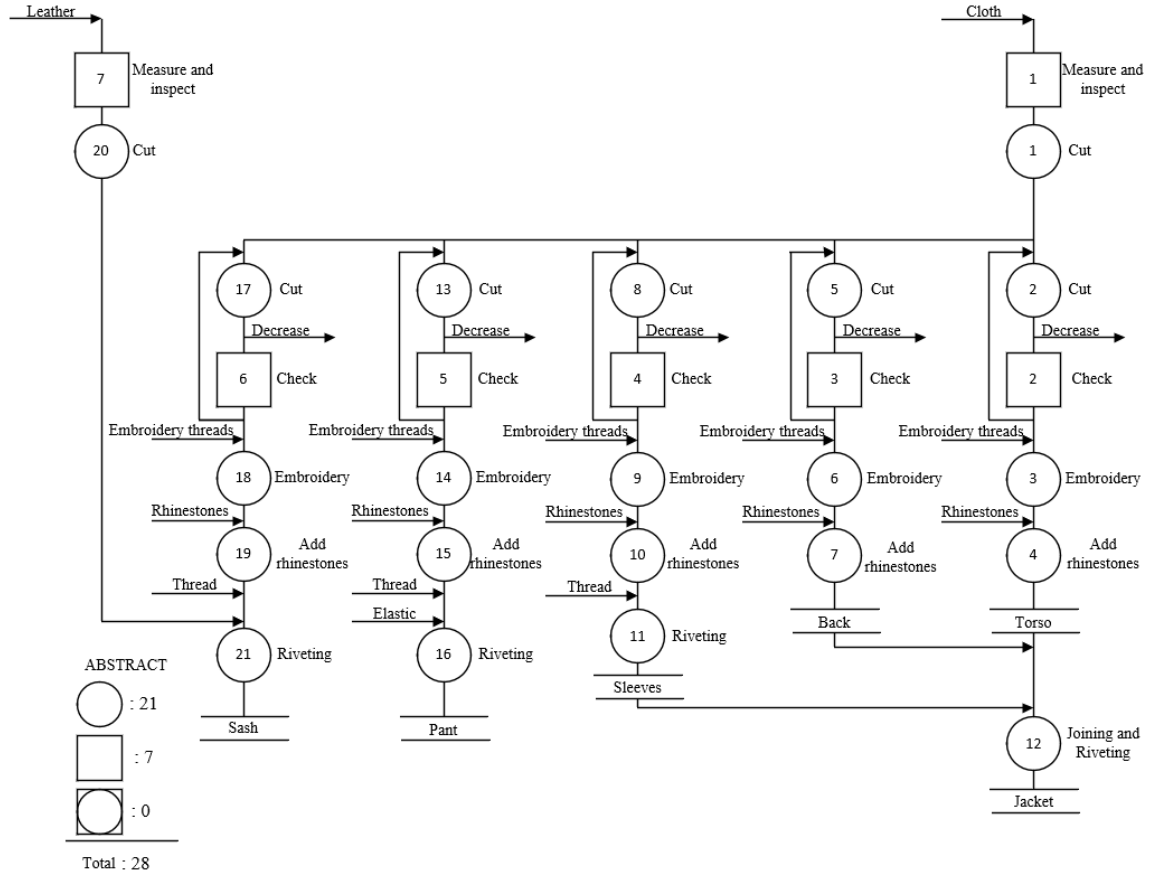 Leather
Cloth
7
Measure and
inspect
1
Measure and
inspect
20
Cut
1
Cut
17
Cut
13
Cut
8
Cut
5
Cut
2
Cut
Decrease
Decrease
Decrease
Decrease
Decrease
6
Check
5
Check
4
Check
3
Check
2
Check
Embroidery threads
Embroidery threads
Embroidery threads
Embroidery threads
Embroidery threads
18
Embroidery
14
Embroidery
9
Embroidery
6
Embroidery
3
Embroidery
Rhinestones
Rhinestones
Rhinestones
Rhinestones
Rhinestones
19
Add
rhinestones
15
Add
rhinestones
10
Add
rhinestones
7
Add
rhinestones
4
Add
rhinestones
Thread
Thread
Thread
Elastic
Back
Torso
21
Riveting
16
Riveting
11
Riveting
Sleeves
Sash
Pant
12
Joining and
Riveting
Jacket
ABSTRACT
: 21
: 7
: 0
Total : 28